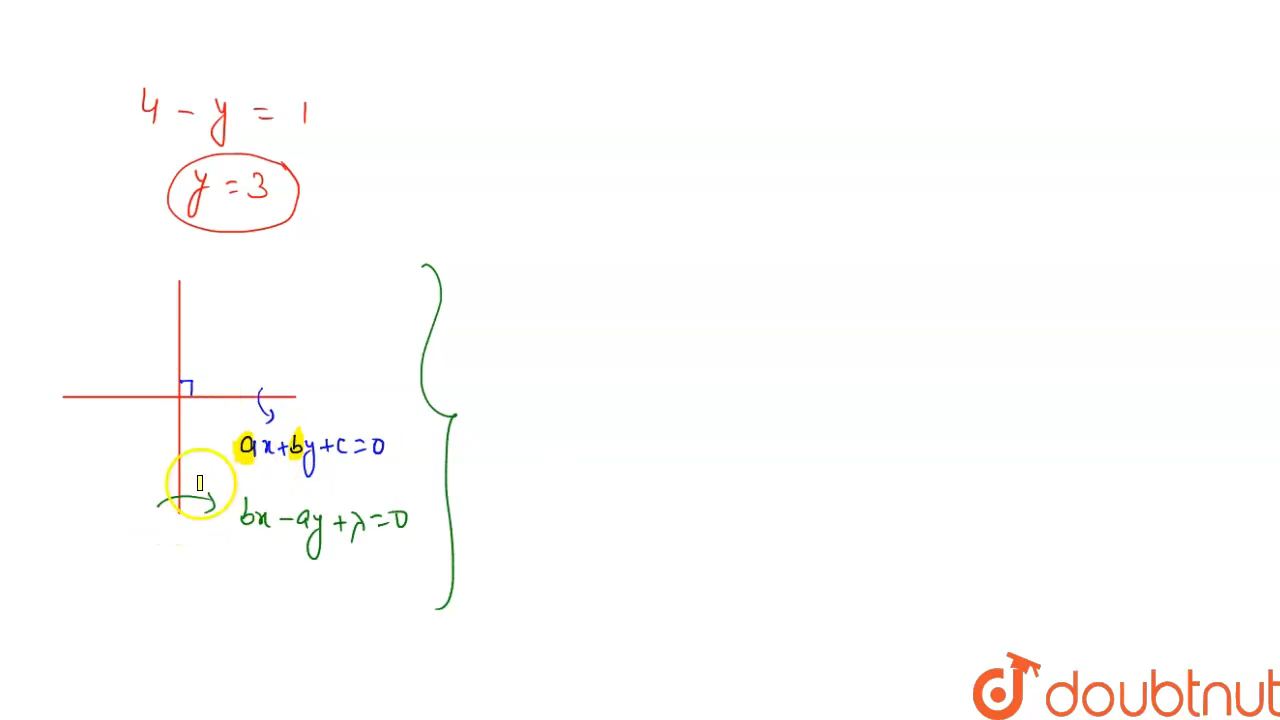 4 - y = 1
y = 3
ax+by+c=0
bx-ay+λ=0
doubtnut